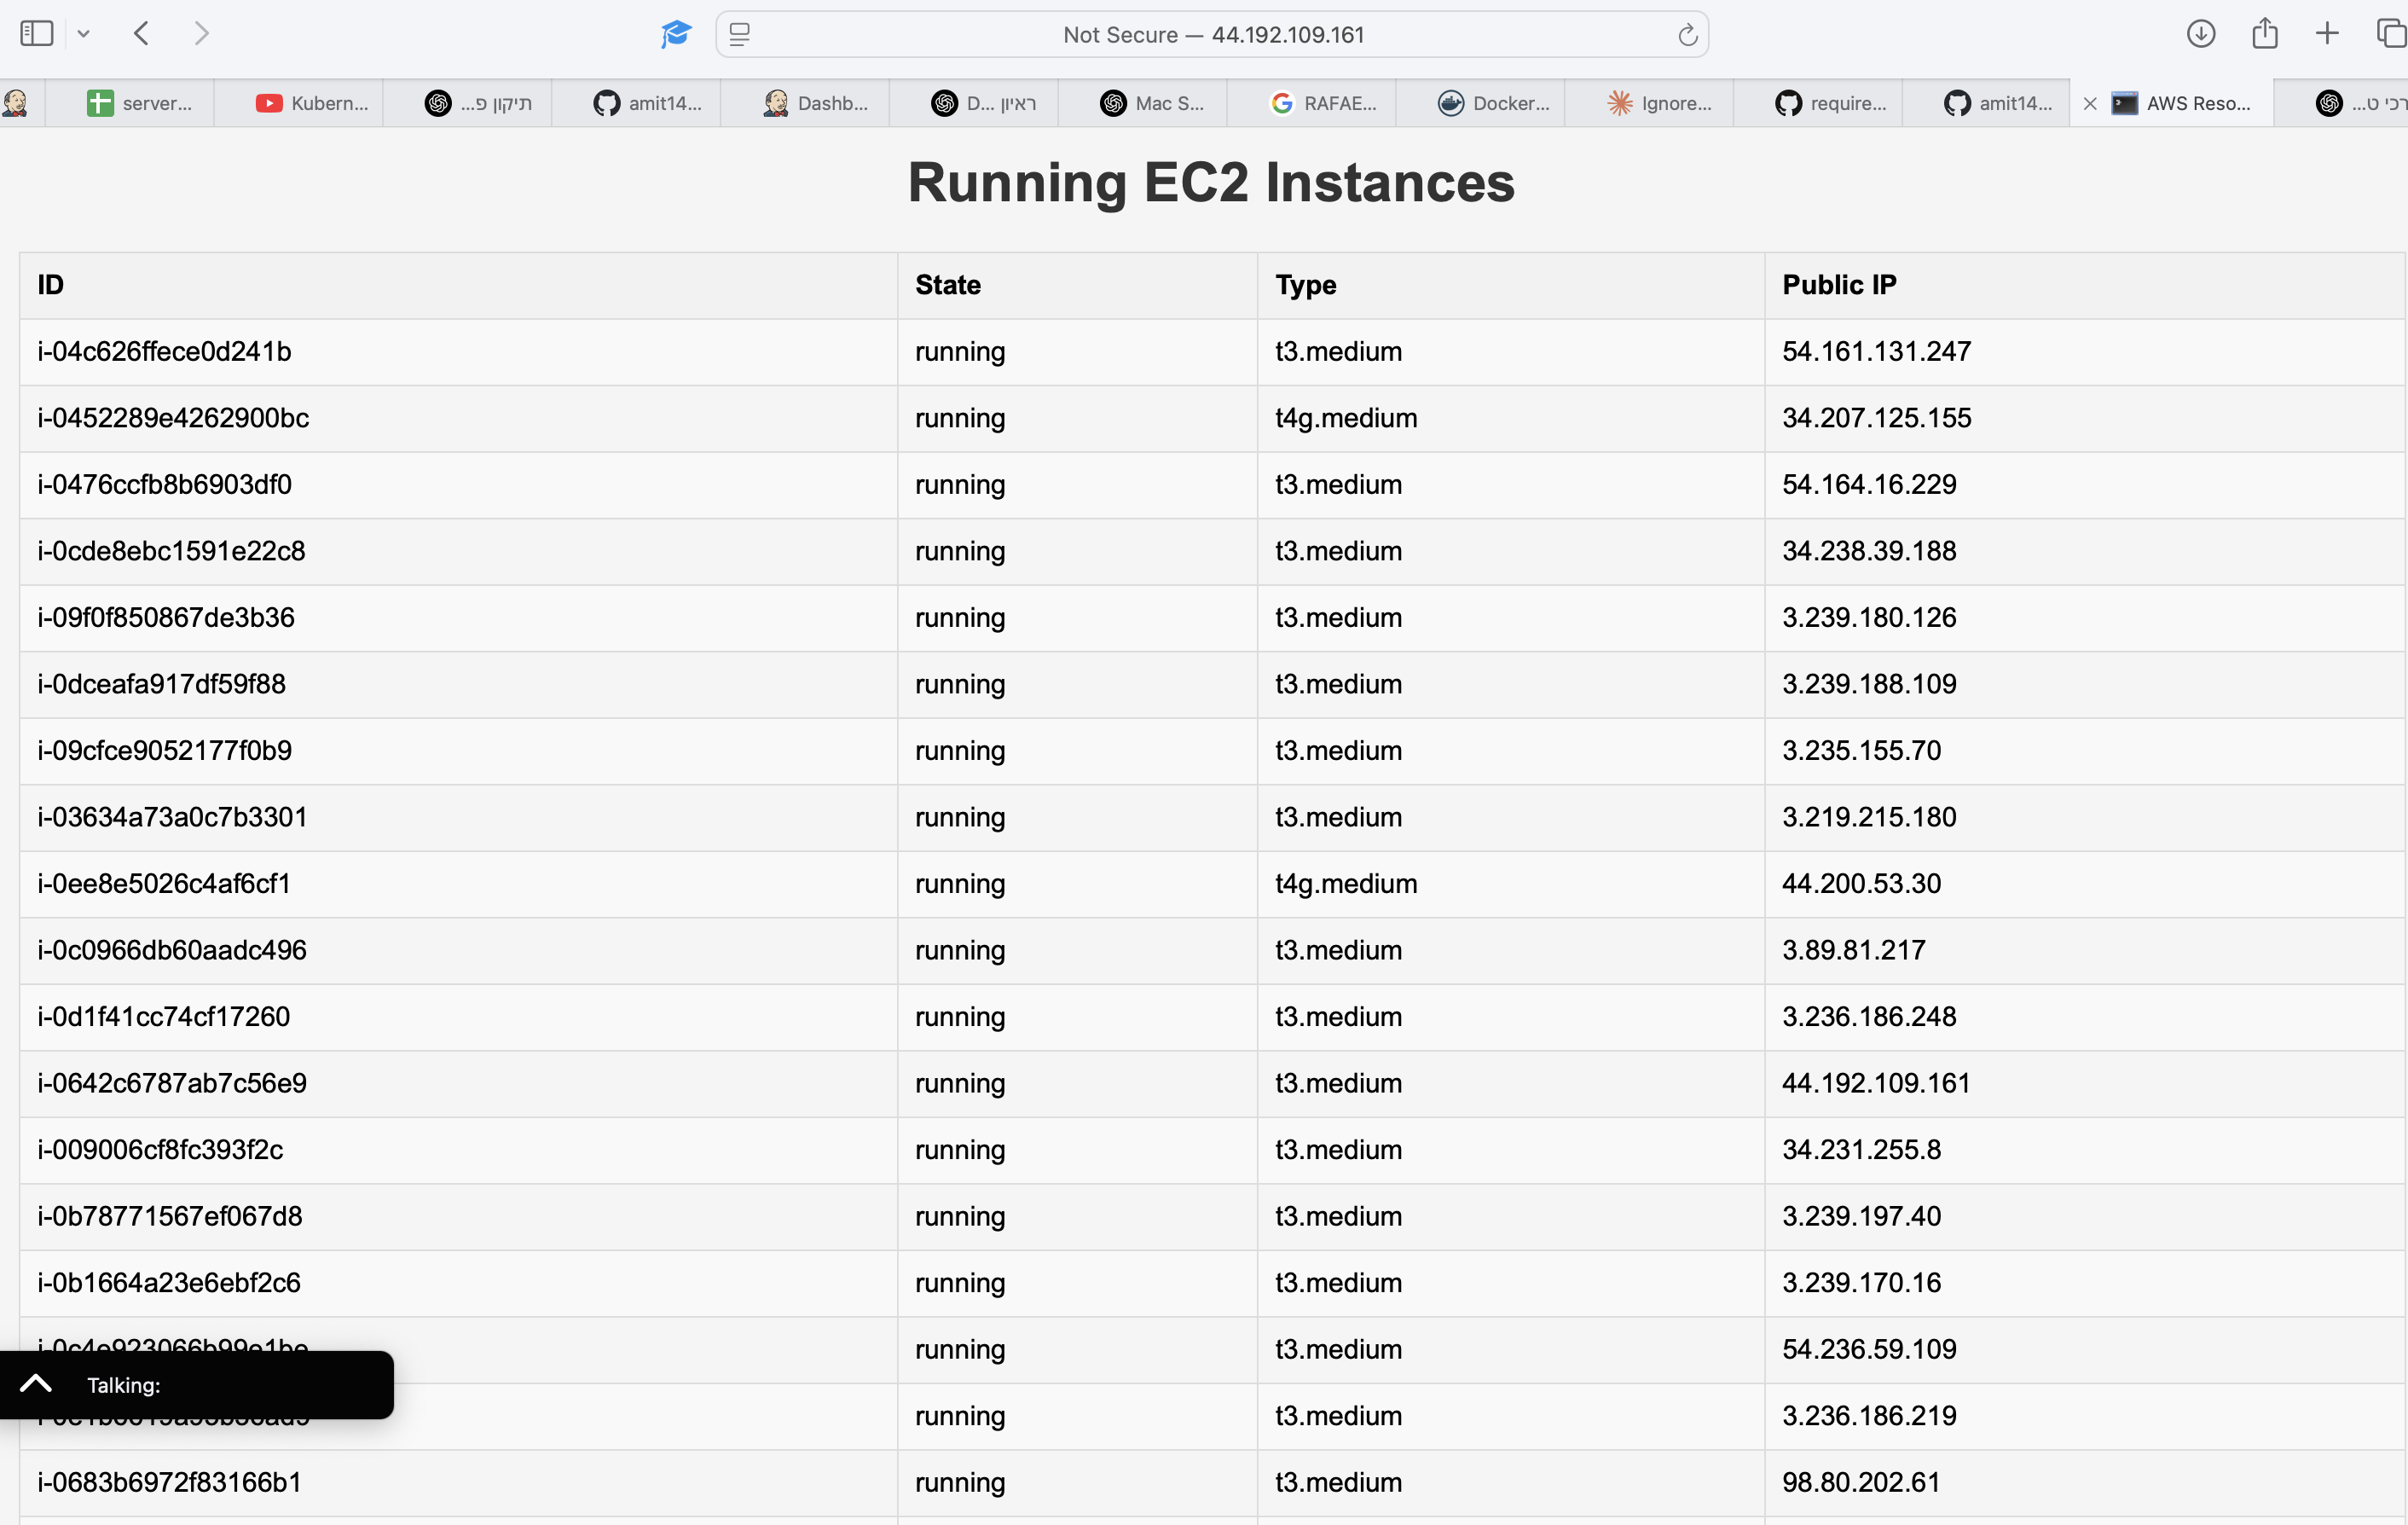 Not Secure — 44.192.109.161
server...
Kubern...
תיקון פ...
amit14...
Dashb...
ראיון D...
Mac S...
RAFAE...
Docker...
Ignore...
require...
amit14...
AWS Reso...
Running EC2 Instances
ID State Type Public IP
i-04c626ffece0d241b running t3.medium 54.161.131.247
i-0452289e4262900bc running t4g.medium 34.207.125.155
i-0476ccfb8b6903df0 running t3.medium 54.164.16.229
i-0cde8ebc1591e22c8 running t3.medium 34.238.39.188
i-09f0f850867de3b36 running t3.medium 3.239.180.126
i-0dceafa917df59f88 running t3.medium 3.239.188.109
i-09cfce9052177f0b9 running t3.medium 3.235.155.70
i-03634a73a0c7b3301 running t3.medium 3.219.215.180
i-0ee8e5026c4af6cf1 running t4g.medium 44.200.53.30
i-0c0966db60aadc496 running t3.medium 3.89.81.217
i-0d1f41cc74cf17260 running t3.medium 3.236.186.248
i-0642c6787ab7c56e9 running t3.medium 44.192.109.161
i-009006cf8fc393f2c running t3.medium 34.231.255.8
i-0b78771567ef067d8 running t3.medium 3.239.197.40
i-0b1664a23e6ebf2c6 running t3.medium 3.239.170.16
running t3.medium 54.236.59.109
Talking:
running t3.medium 3.236.186.219
i-0683b6972f83166b1 running t3.medium 98.80.202.61